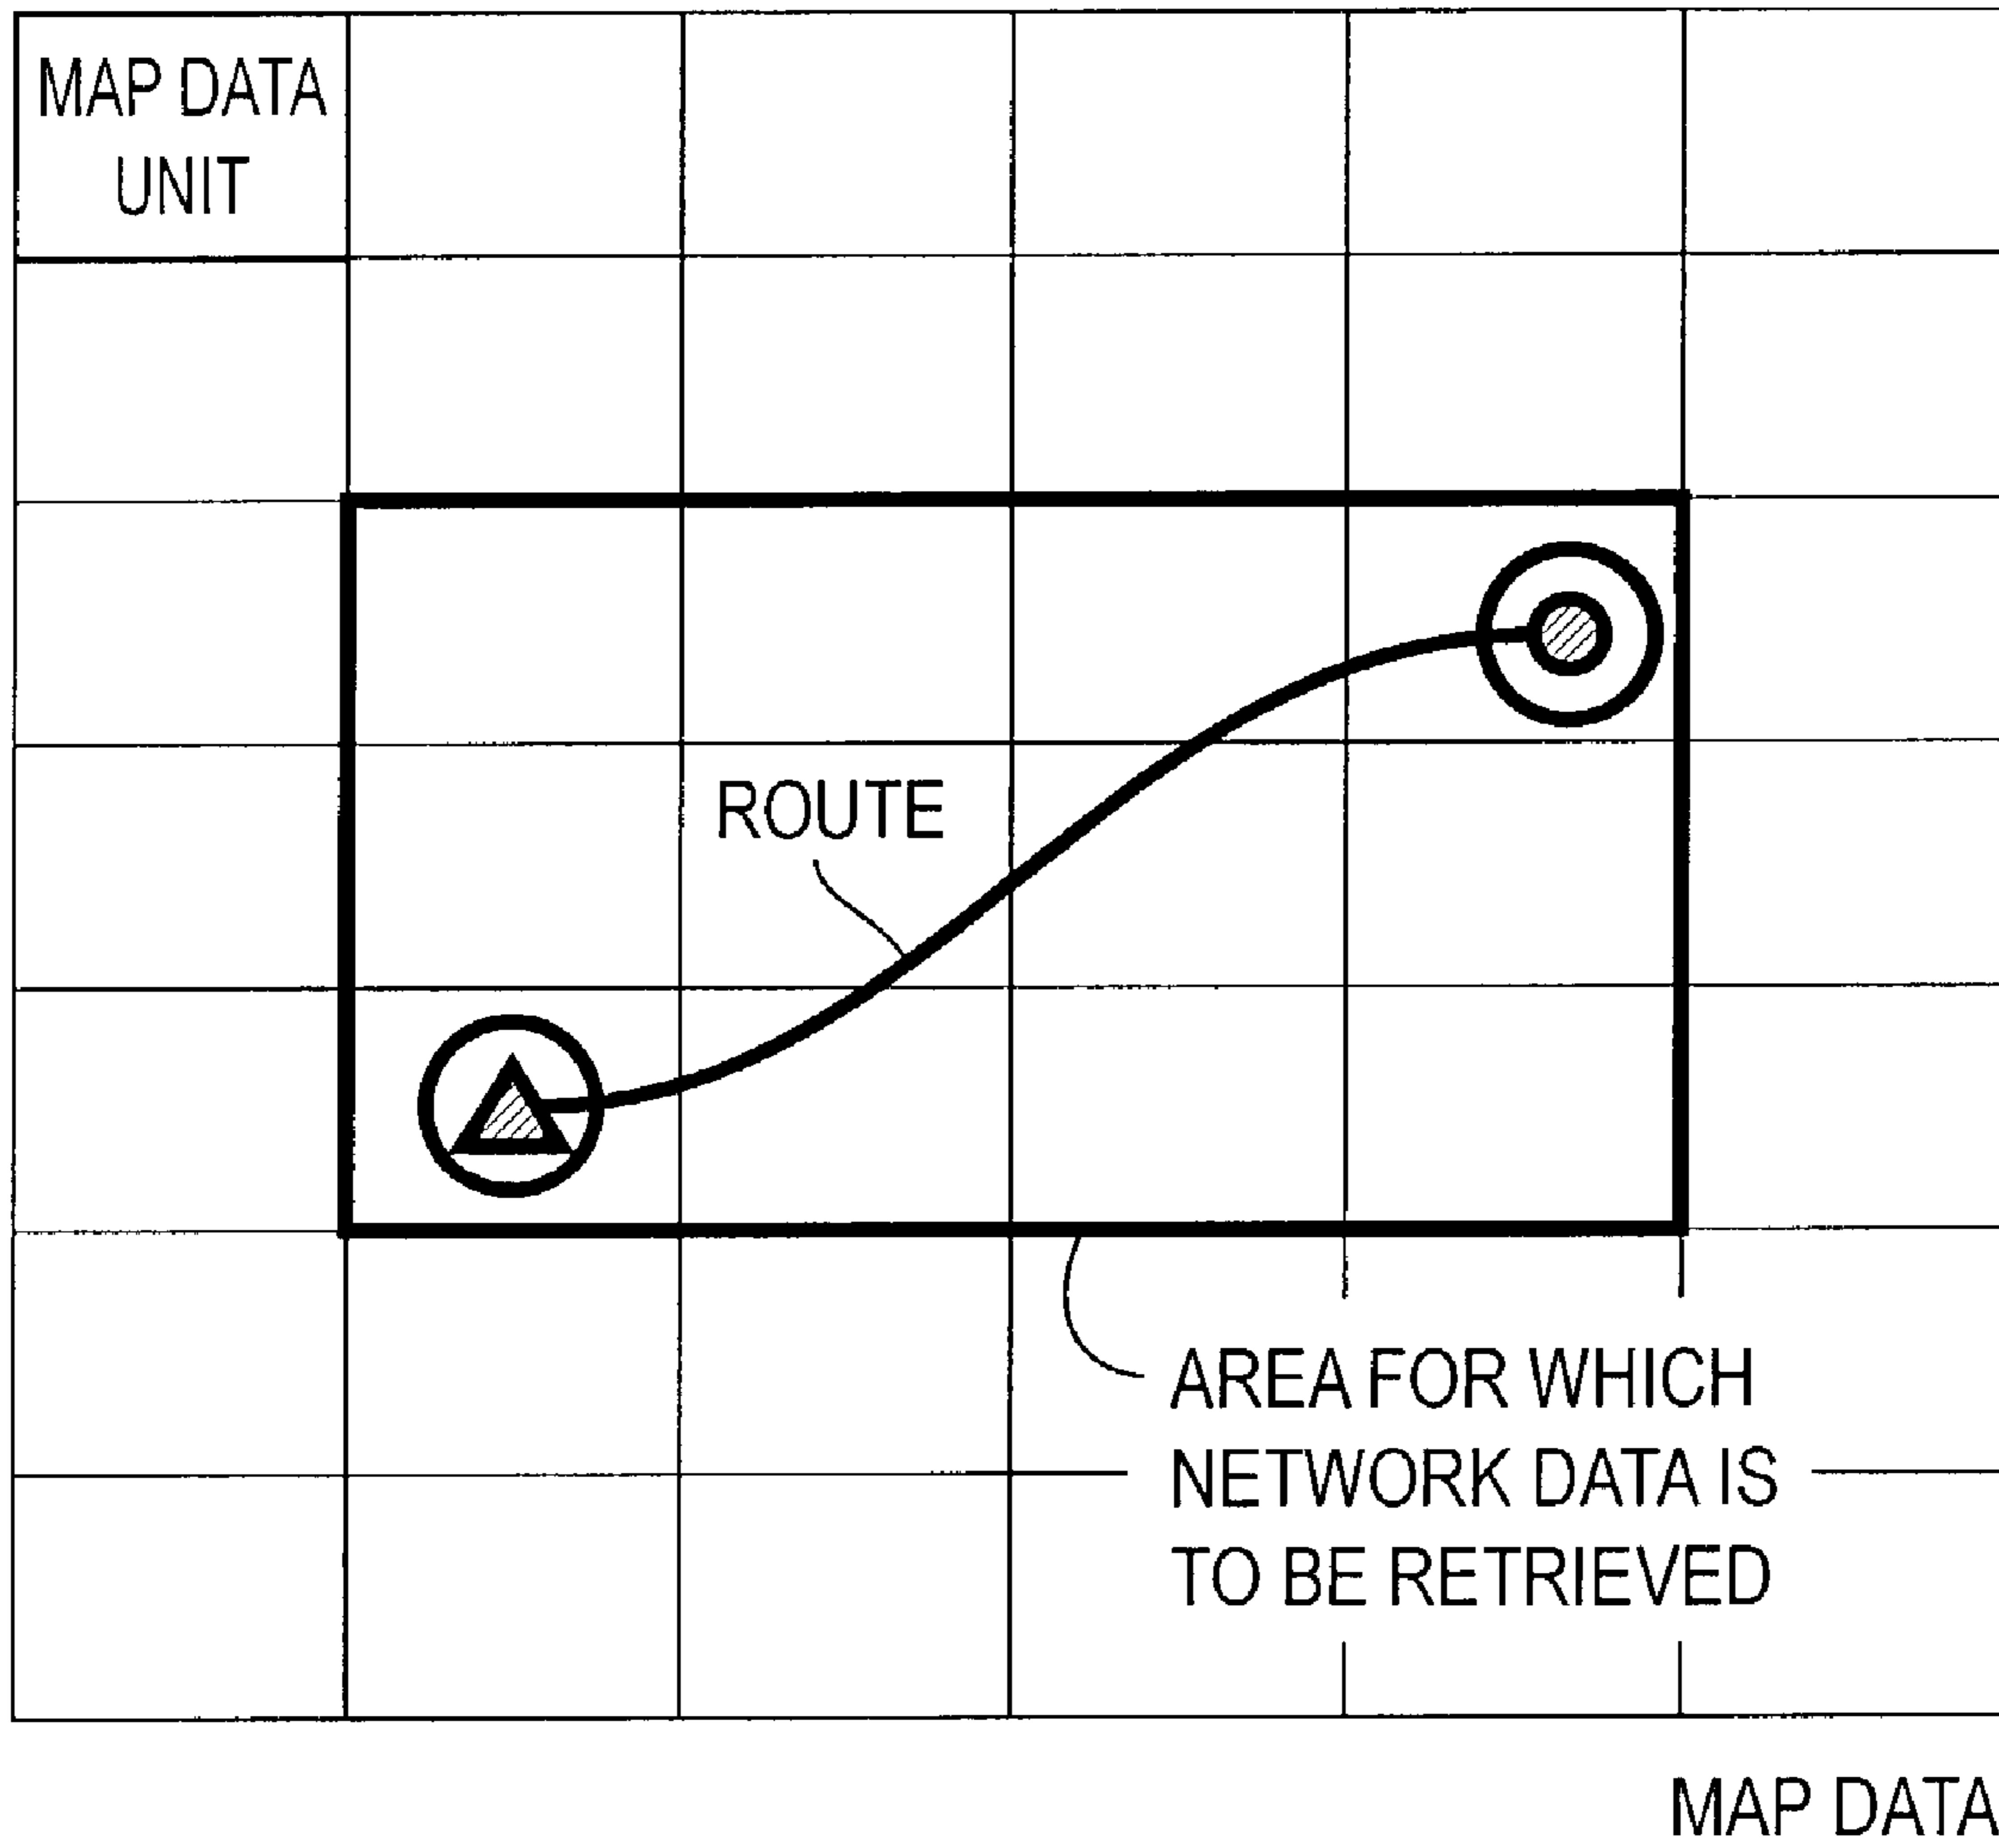 MAP DATA
UNIT
ROUTE
AREA FOR WHICH
NETWORK DATA IS
TO BE RETRIEVED
MAP DATA